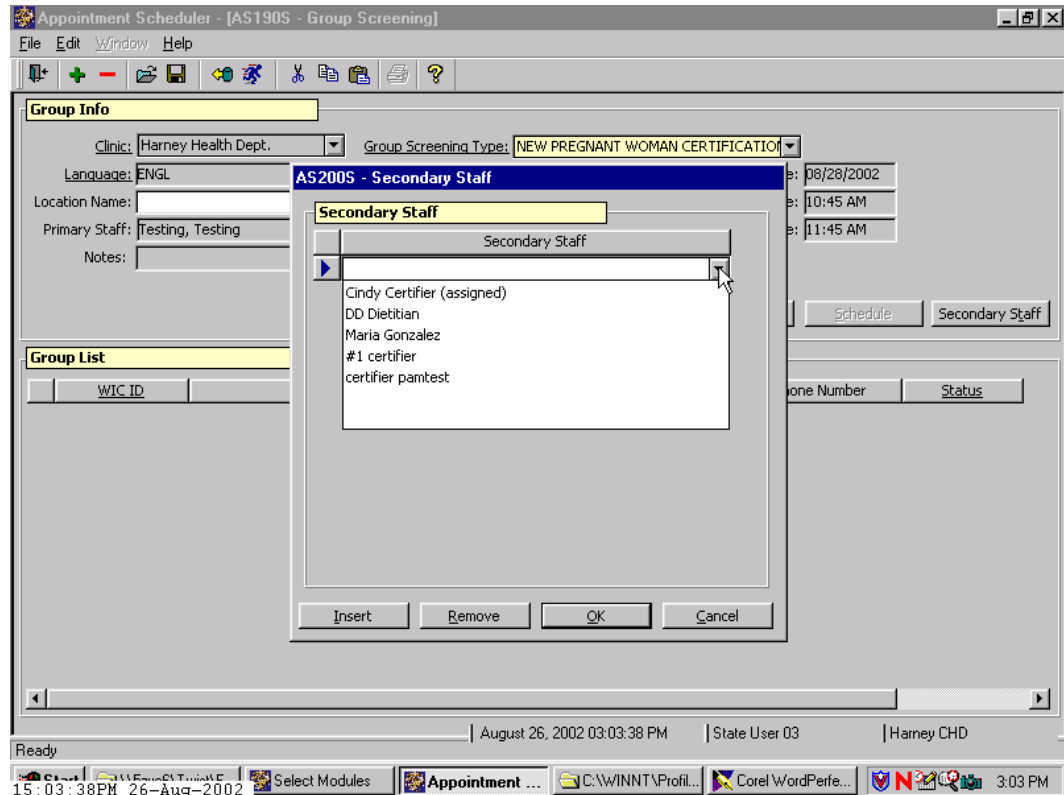 Appointment Scheduler - [AS190S - Group Screening]
File Edit Window Help
Group Info
Clinic: Harney Health Dept. Group Screening Type: NEW PREGNANT WOMAN CERTIFICATION
Language: ENGL e: 08/28/2002
Location Name: e: 10:45 AM
Primary Staff: Testing, Testing e: 11:45 AM
Notes:
Schedule Secondary Staff
AS200S - Secondary Staff
Secondary Staff
Secondary Staff
Cindy Certifier (assigned)
DD Dietitian
Maria Gonzalez
#1 certifier
certifier pamtest
Insert Remove OK Cancel
Group List
WIC ID one Number Status
August 26, 2002 03:03:38 PM State User 03 Harney CHD
Ready
Start Select Modules Appointment ... C:\WINNT\Profil... Corel WordPerfe... 3:03 PM
15:03:38PM 26-Aug-2002